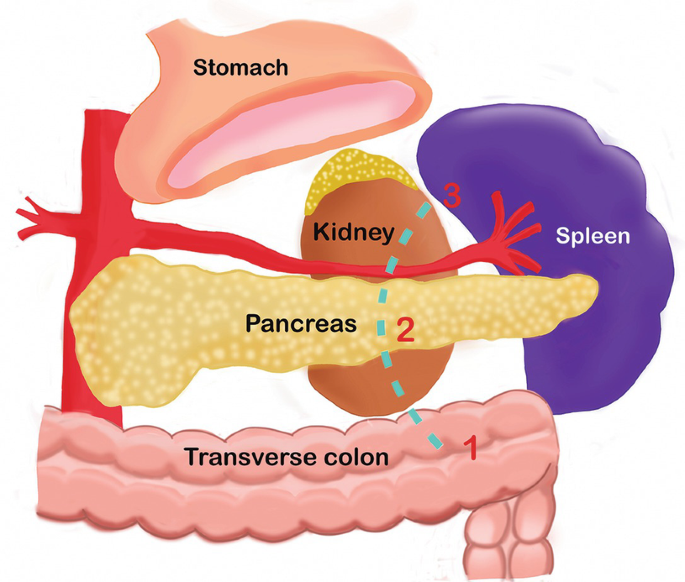 Stomach
3
Kidney
Spleen
Pancreas
2
Transverse colon
1